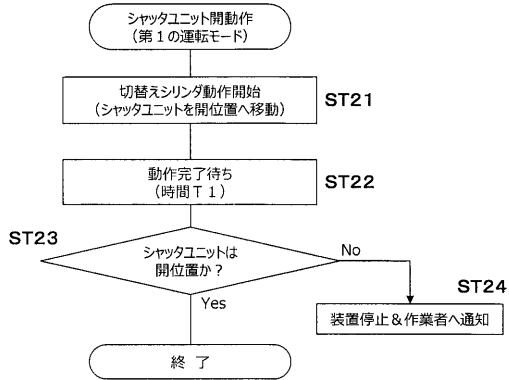 シャッタユニット開動作
(第1の運転モード)
切替えシリンダ動作開始
(シャッタユニットを開位置へ移動)
ST21
動作完了待ち
(時間T1)
ST22
ST23
シャッタユニットは
開位置か?
No
Yes
ST24
装置停止&作業者へ通知
終 了